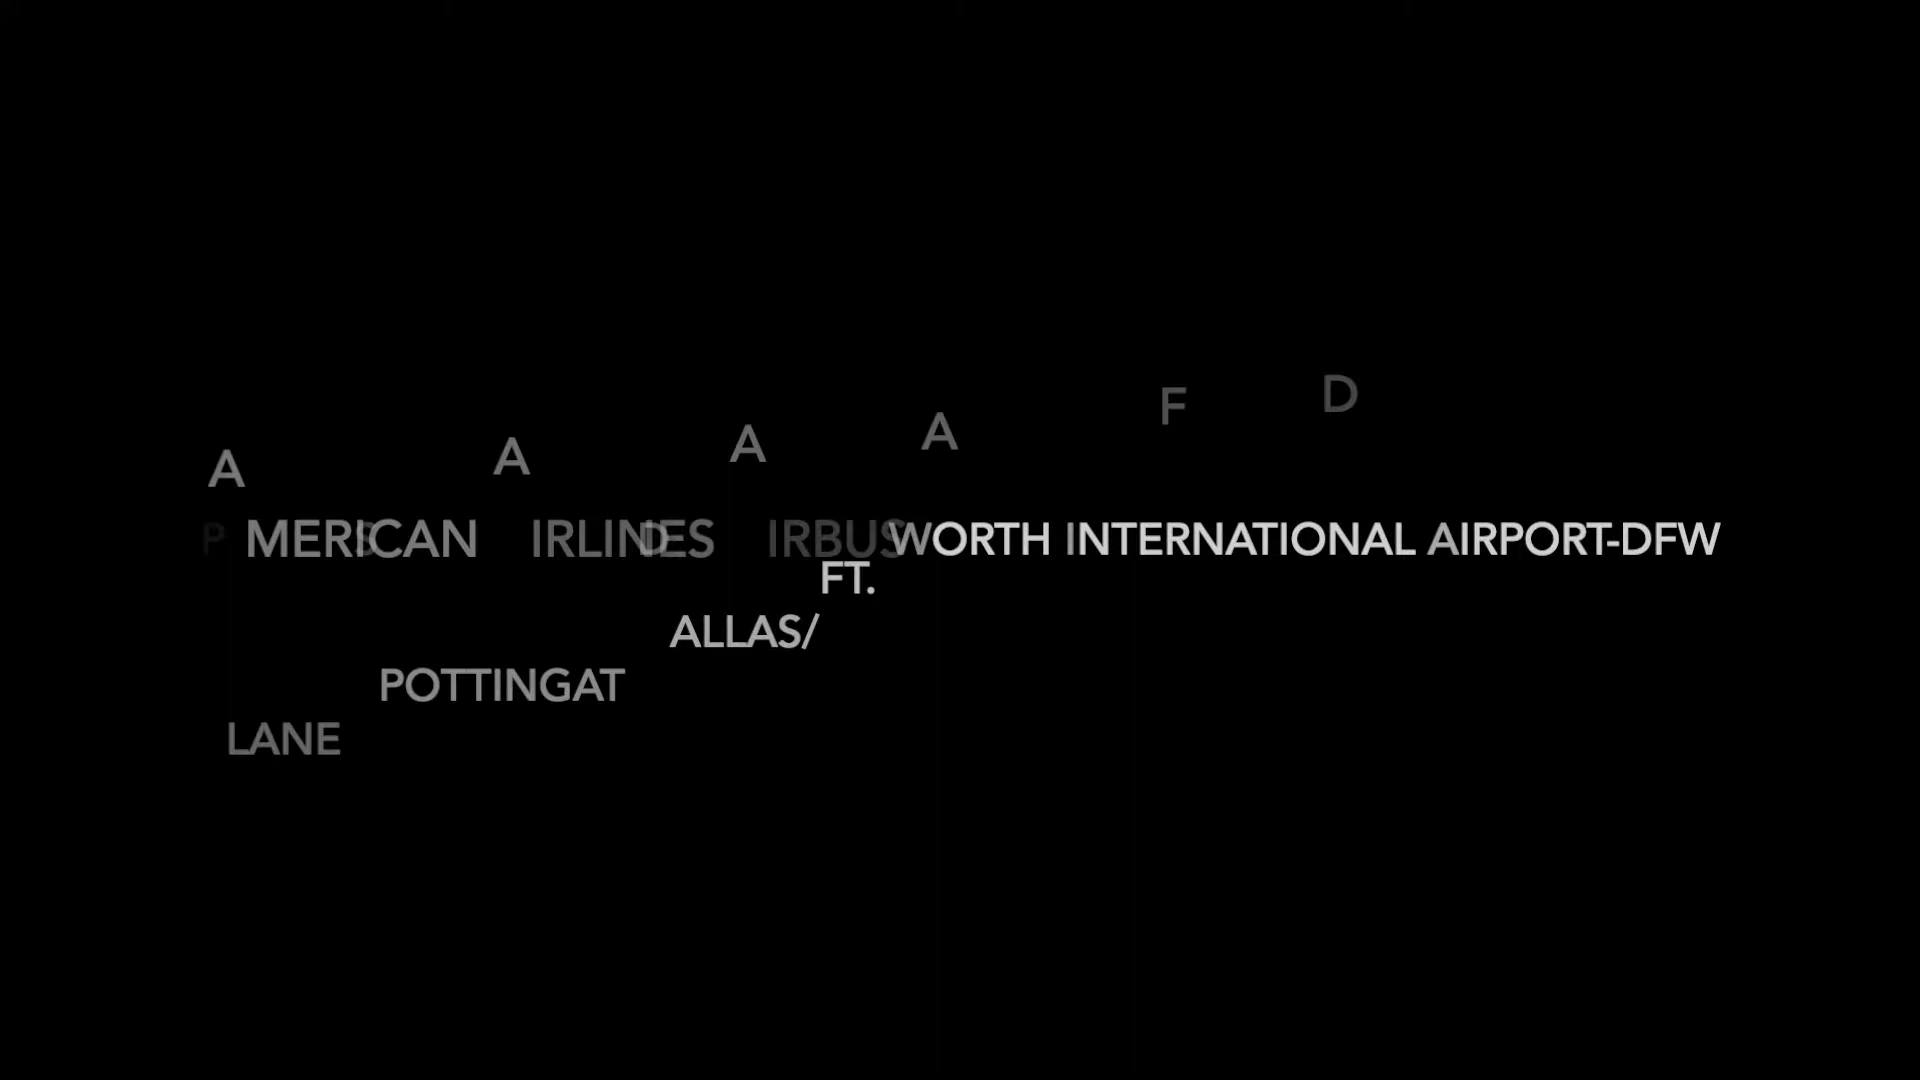 D
F
A
A
A
A
P MERICAN IRLINES IRBUS
S D WORTH INTERNATIONAL AIRPORT-DFW
FT.
ALLAS/
POTTINGAT
LANE